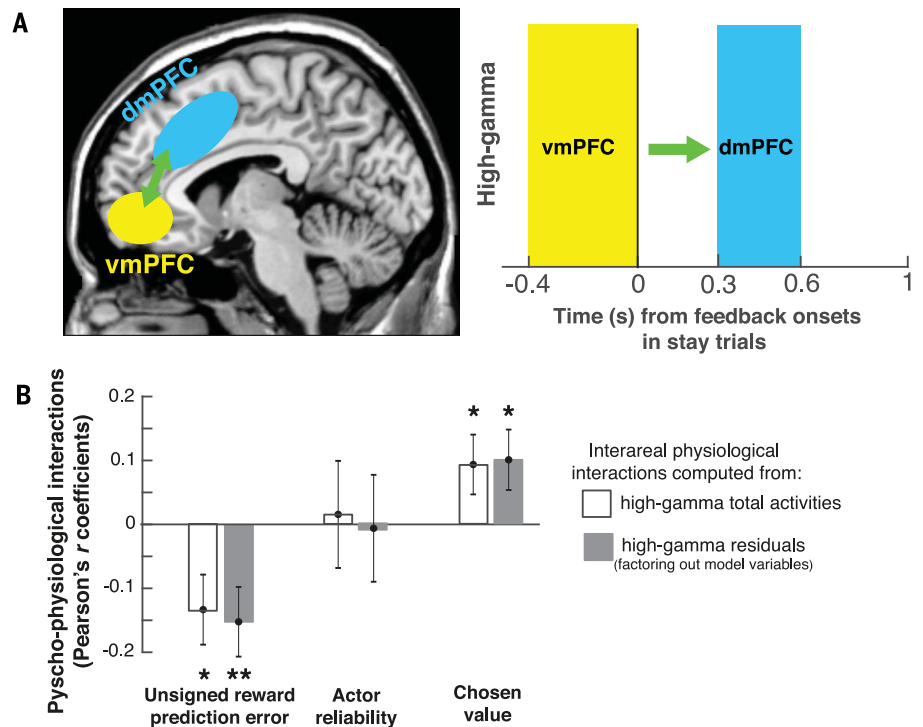 A
dmPFC
vmPFC
High-gamma
vmPFC
dmPFC
-0.4
0
0.3
0.6
1
Time (s) from feedback onsets
in stay trials
B
Pyscho-physiological interactions
(Pearson's r coefficients)
0.2
0.1
0
-0.1
-0.2
* **
* *
Unsigned reward
prediction error
Actor
reliability
Chosen
value
Interareal physiological
interactions computed from:
high-gamma total activities
high-gamma residuals
(factoring out model variables)